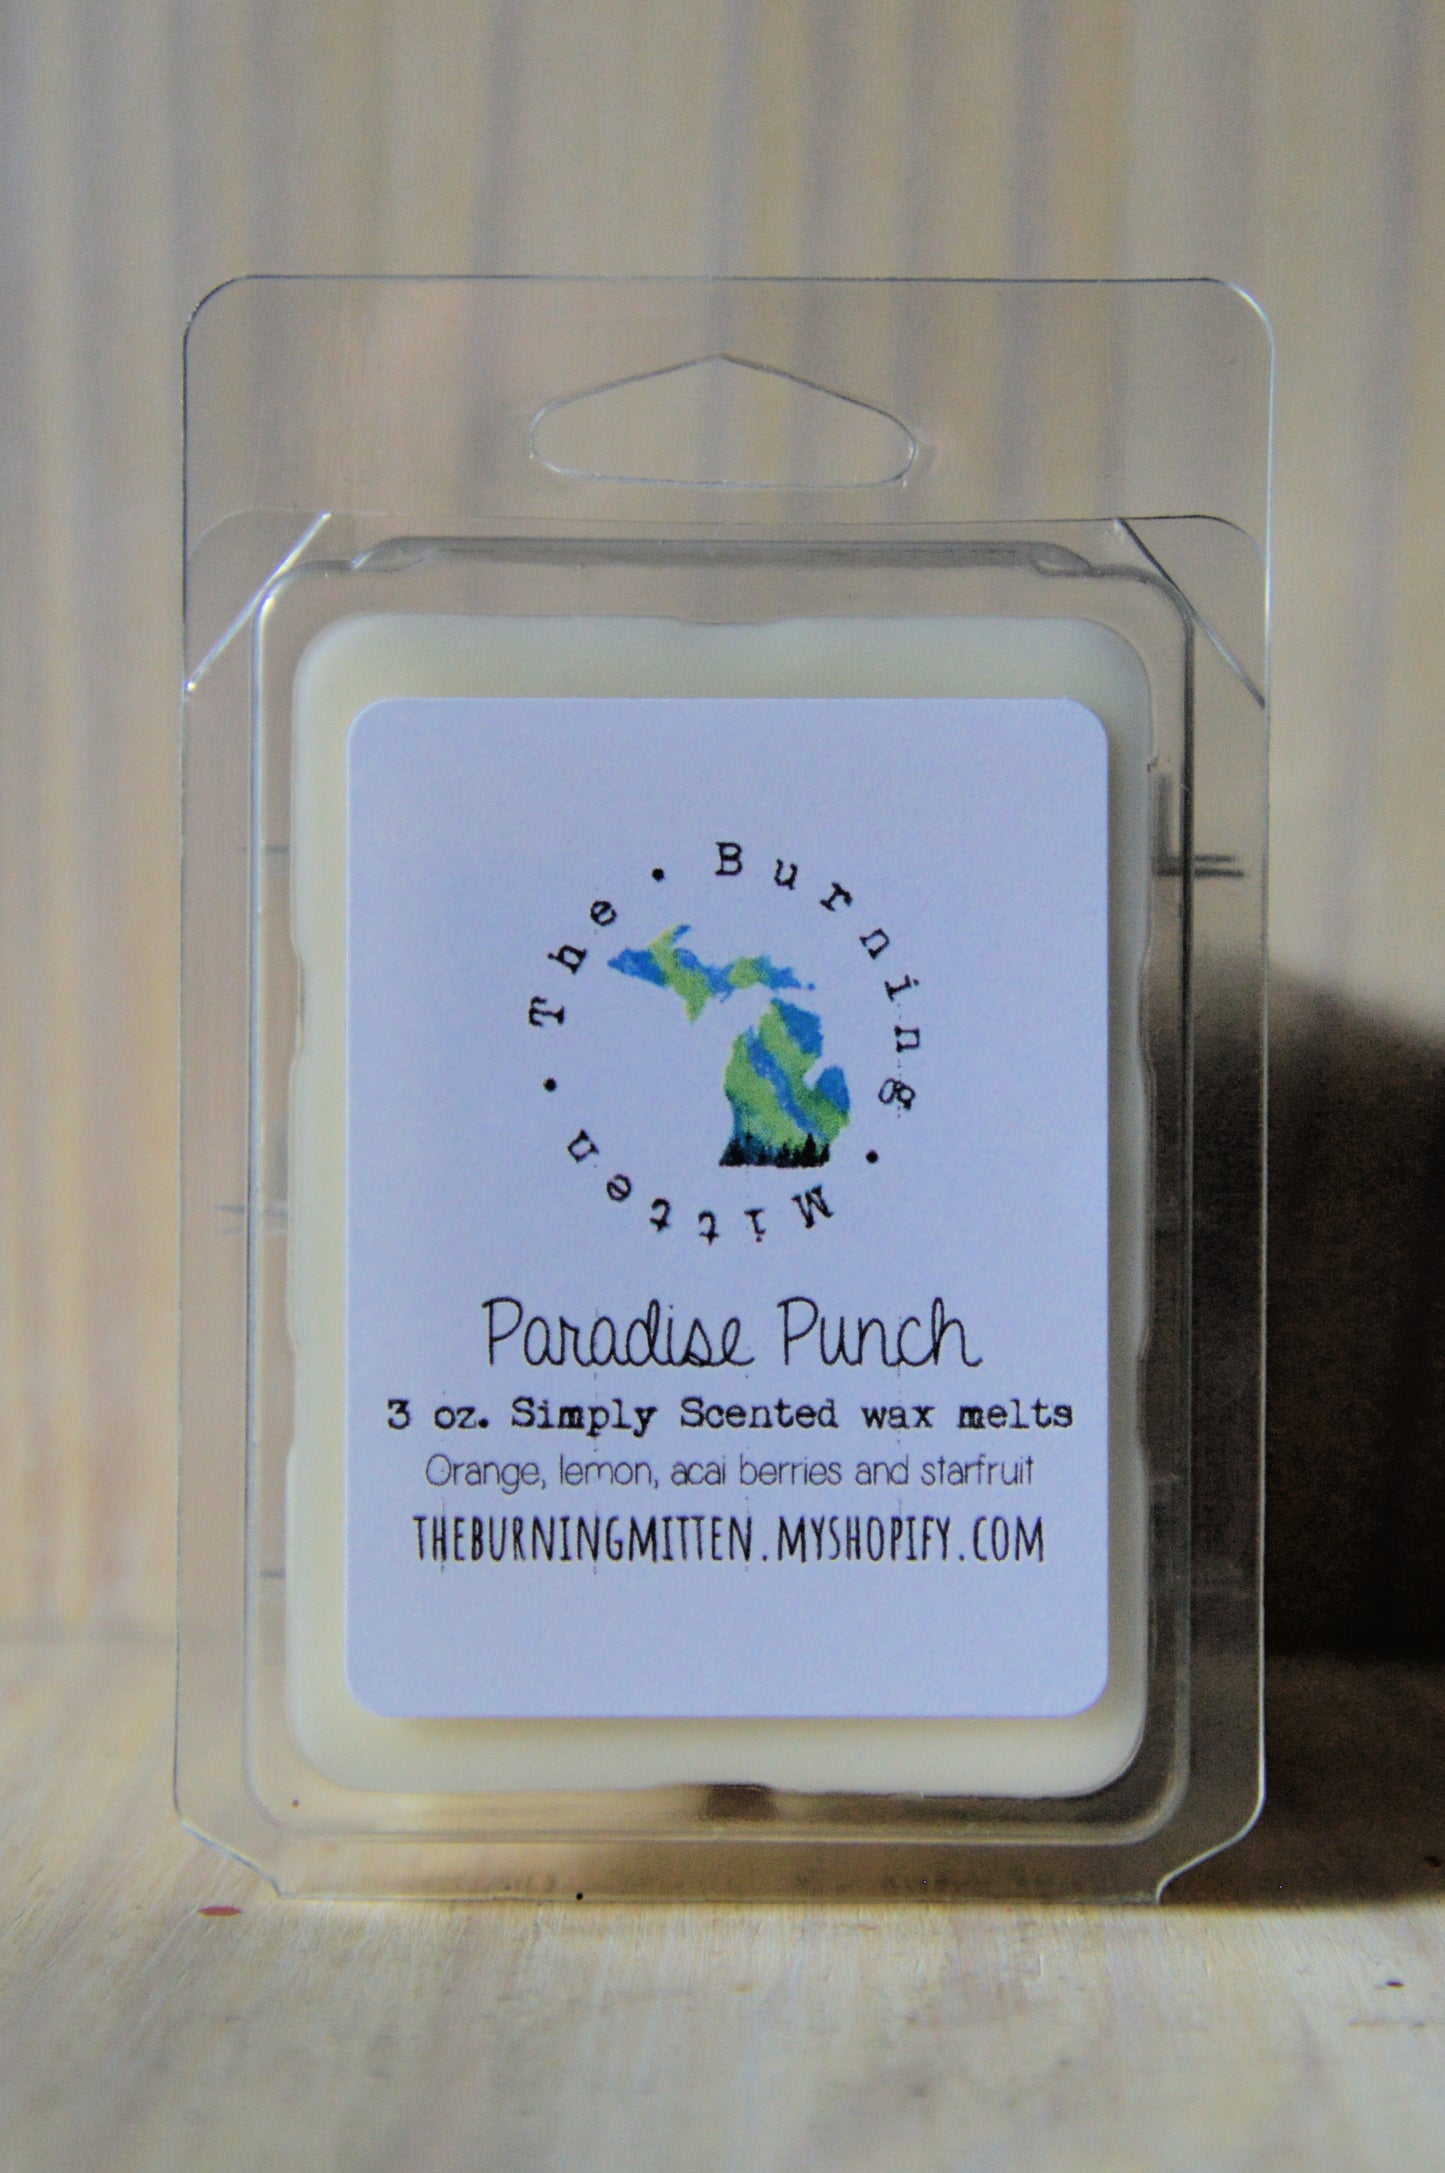 The • Burning • Mitten •
Paradise Punch
3 oz. Simply Scented wax melts
Orange, lemon, acai berries and starfruit
THEBURNINGMITTEN.MYSHOPIFY.COM